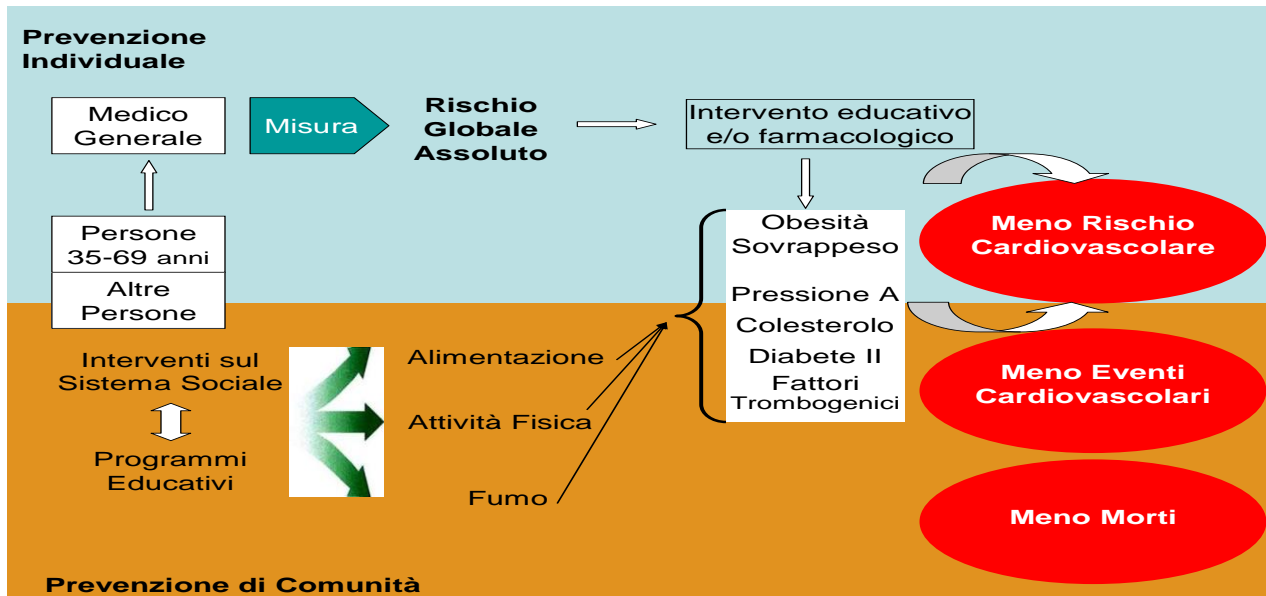 Prevenzione
Individuale
Medico
Generale
Misura
Rischio
Globale
Assoluto
Intervento educativo
e/o farmacologico
Persone
35-69 anni
Altre
Persone
Obesità
Sovrappeso
Pressione A
Colesterolo
Diabete II
Fattori
Trombogenici
Meno Rischio
Cardiovascolare
Interventi sul
Sistema Sociale
Programmi
Educativi
Alimentazione
Attività Fisica
Fumo
Meno Eventi
Cardiovascolari
Meno Morti
Prevenzione di Comunità